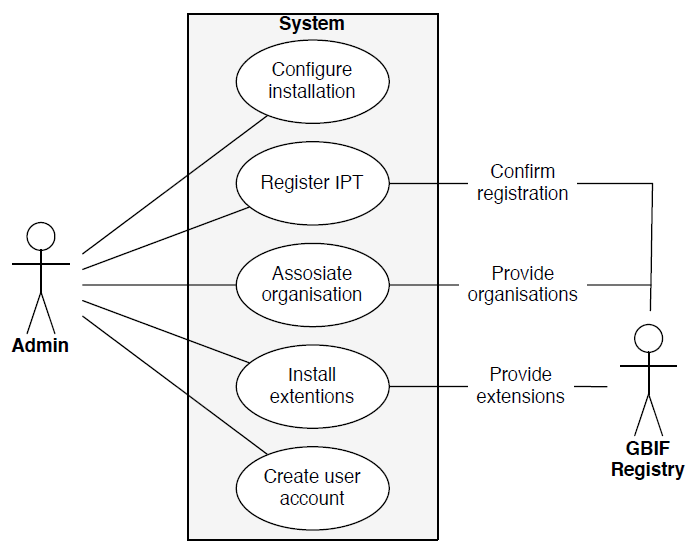 System
Configure
installation
Register IPT
Confirm
registration
Assosiate
organisation
Provide
organisations
Admin
Install
extentions
Provide
extensions
GBIF
Registry
Create user
account